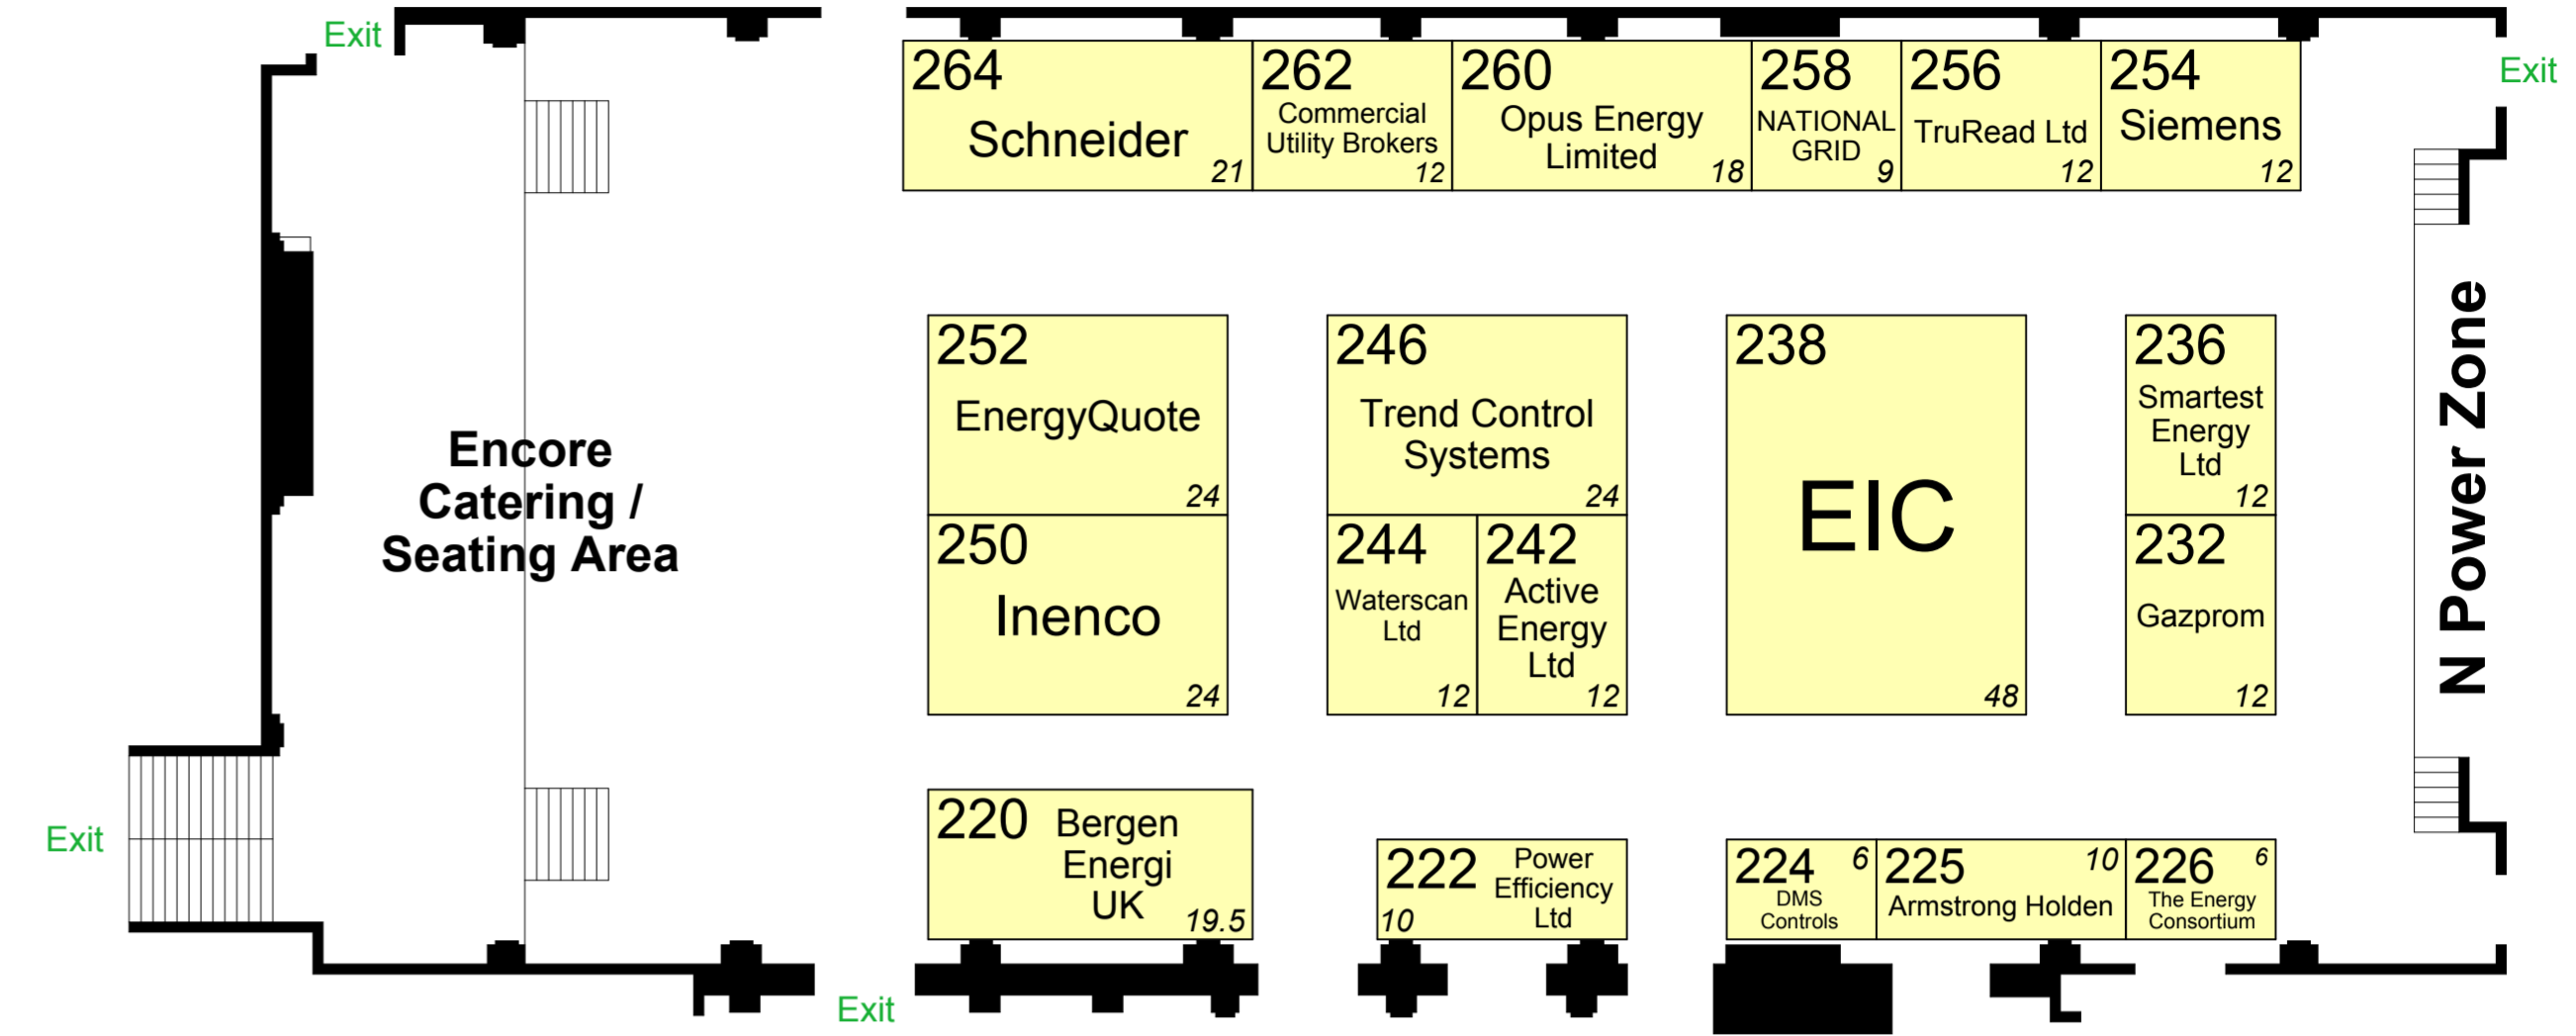 Exit
264
Schneider
21
262
Commercial
Utility Brokers
12
260
Opus Energy
Limited
18
258
NATIONAL
GRID
9
256
TruRead Ltd
12
254
Siemens
12
Exit
Encore
Catering /
Seating Area
252
EnergyQuote
24
246
Trend Control
Systems
24
238
EIC
48
236
Smartest
Energy
Ltd
12
N Power Zone
250
Inenco
24
244
Waterscan
Ltd
12
242
Active
Energy
Ltd
12
232
Gazprom
12
Exit
220
Bergen
Energi
UK
19.5
222
Power
Efficiency
Ltd
10
224
6
DMS
Controls
225
10
Armstrong Holden
226
6
The Energy
Consortium
Exit